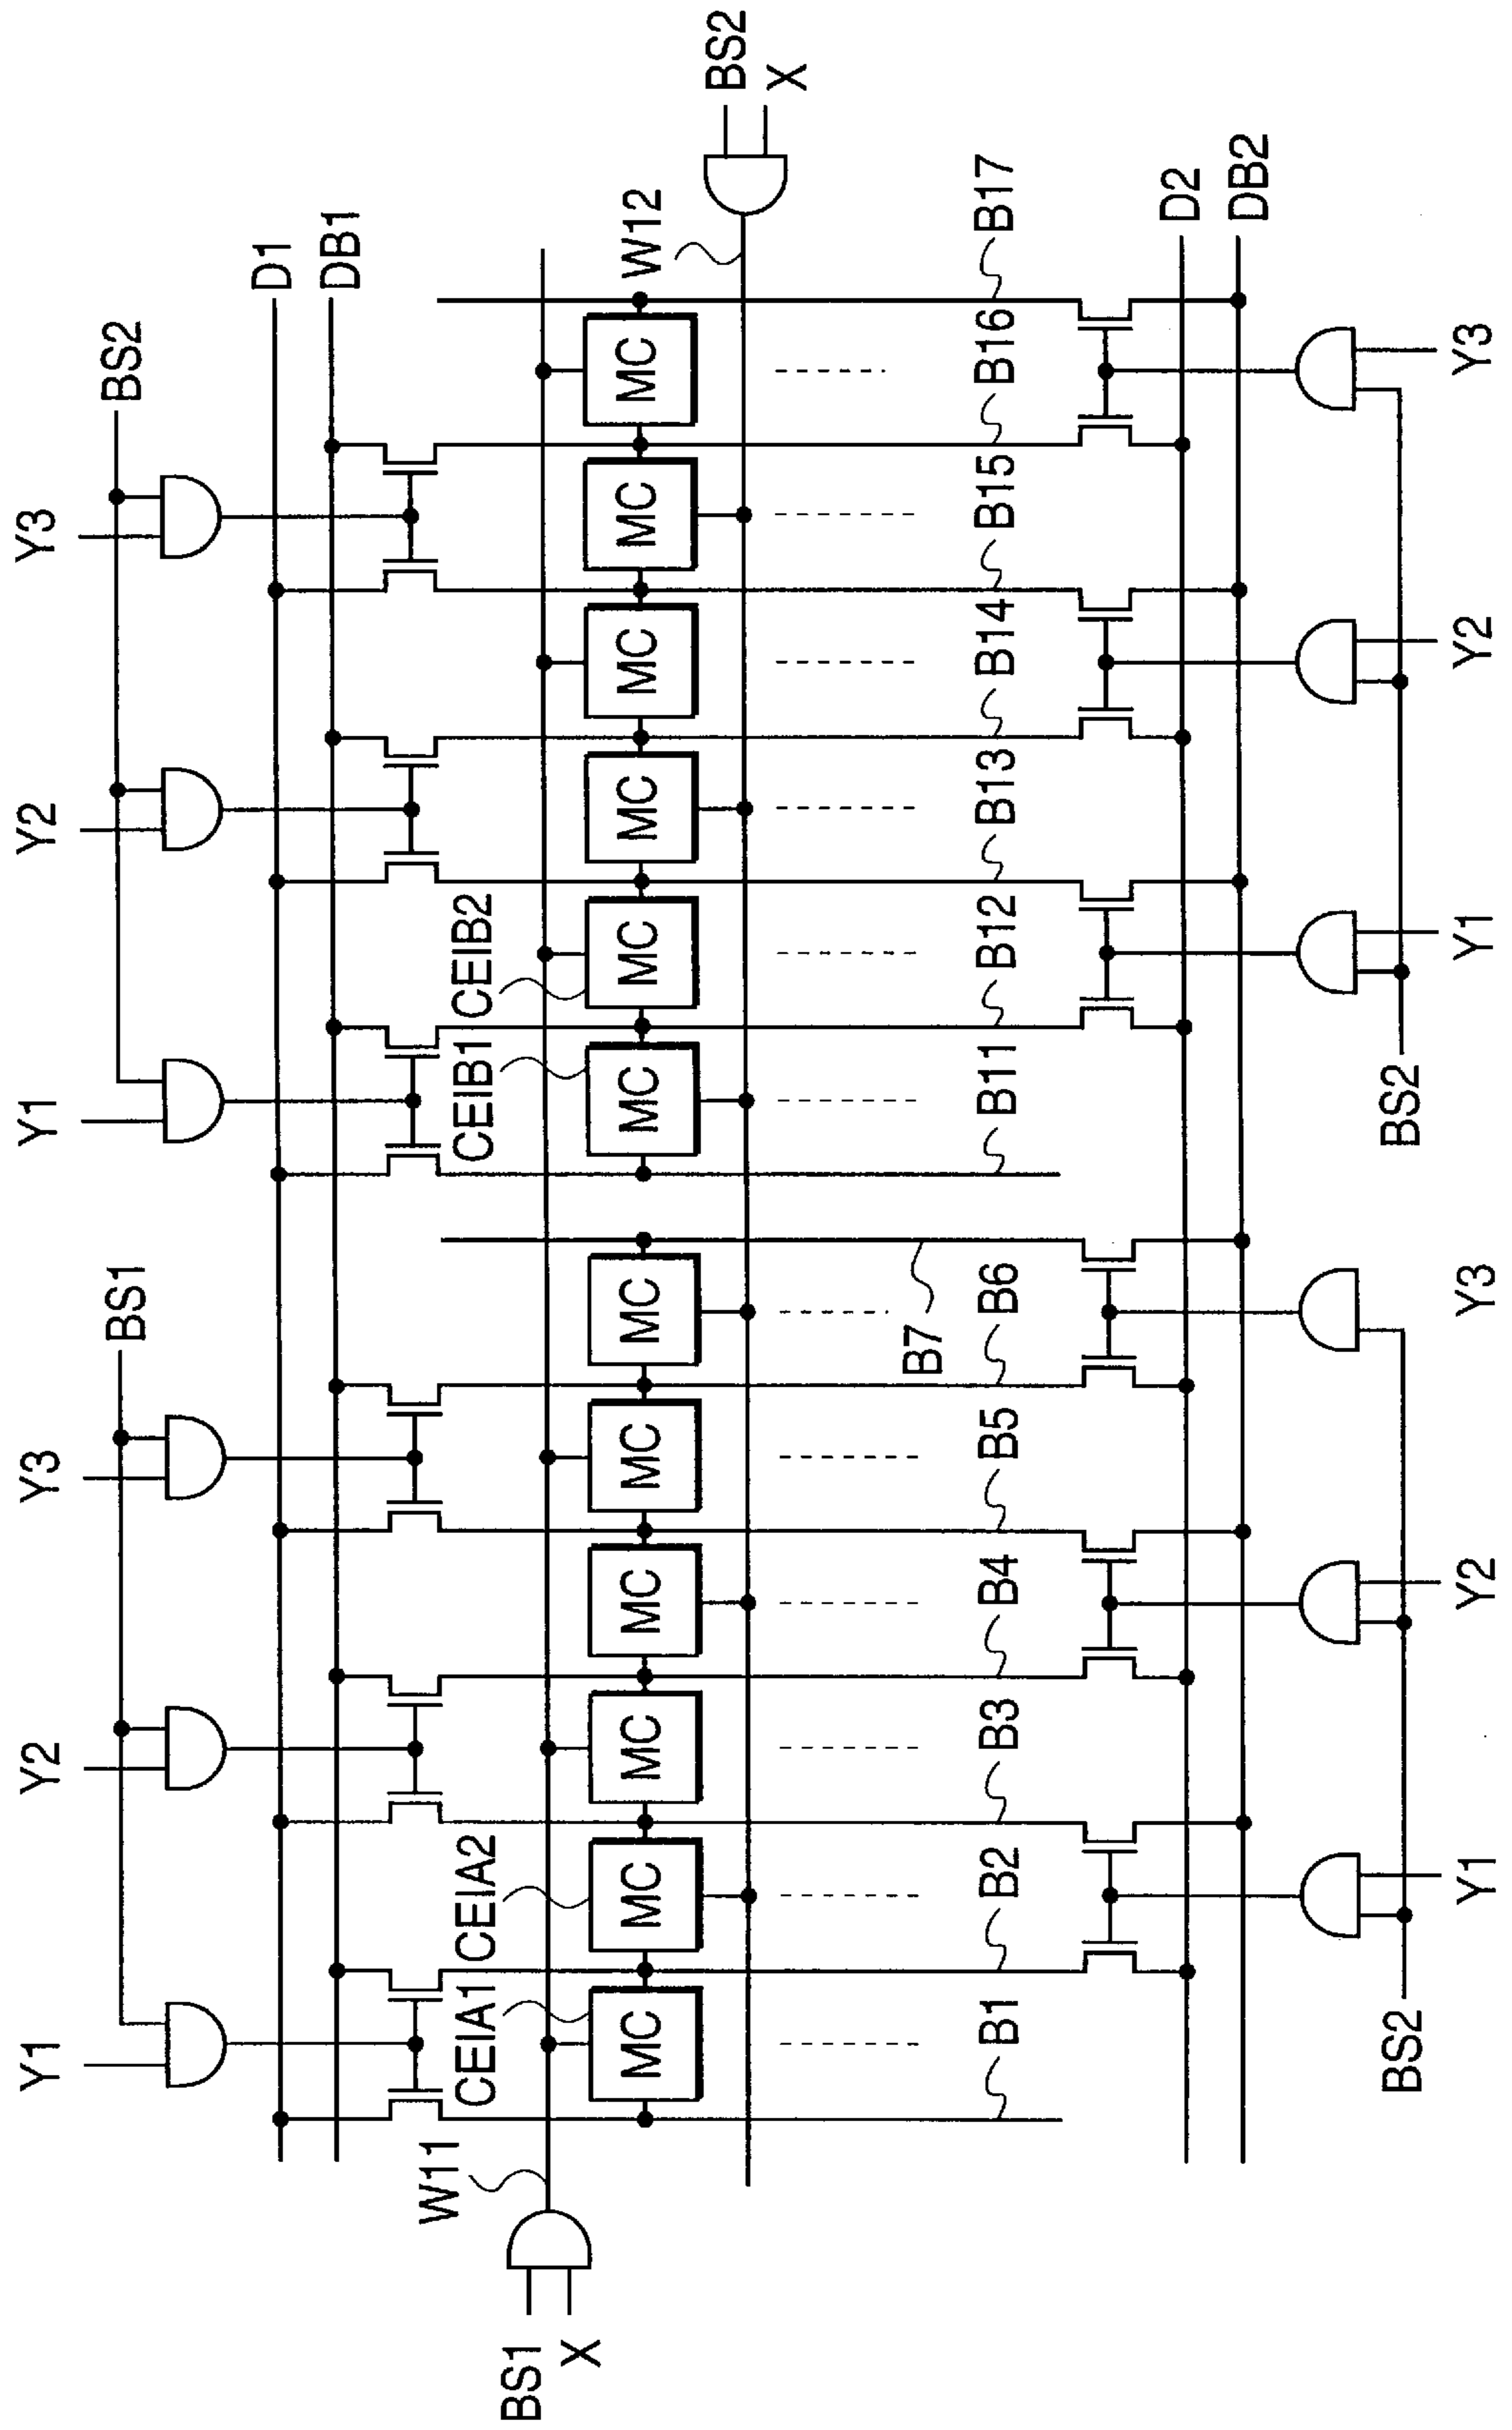 Y1
Y2
Y3
BS1
Y1
Y2
Y3
BS2
D1
DB1
W11
CEIA1
CEIA2
CEIB1
CEIB2
BS1
X
MC
MC
MC
MC
MC
MC
MC
MC
MC
MC
MC
MC
W12
BS2
X
B7
B1
B2
B3
B4
B5
B6
B11
B12
B13
B14
B15
B16
B17
D2
DB2
BS2
BS2
Y1
Y2
Y3
Y1
Y2
Y3